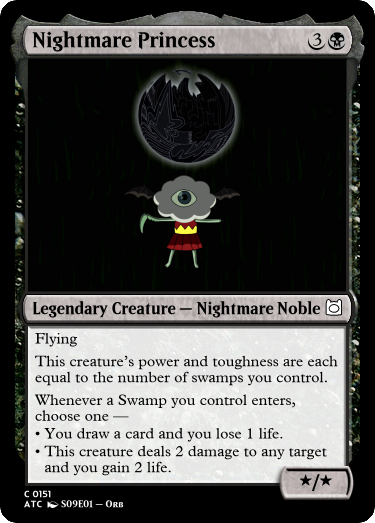 Nightmare Princess 3
Legendary Creature — Nightmare Noble
Flying
This creature's power and toughness are each
equal to the number of swamps you control.
Whenever a Swamp you control enters,
choose one —
• You draw a card and you lose 1 life.
• This creature deals 2 damage to any target
and you gain 2 life.
★/★
C 0151
ATC S09E01 – Orb